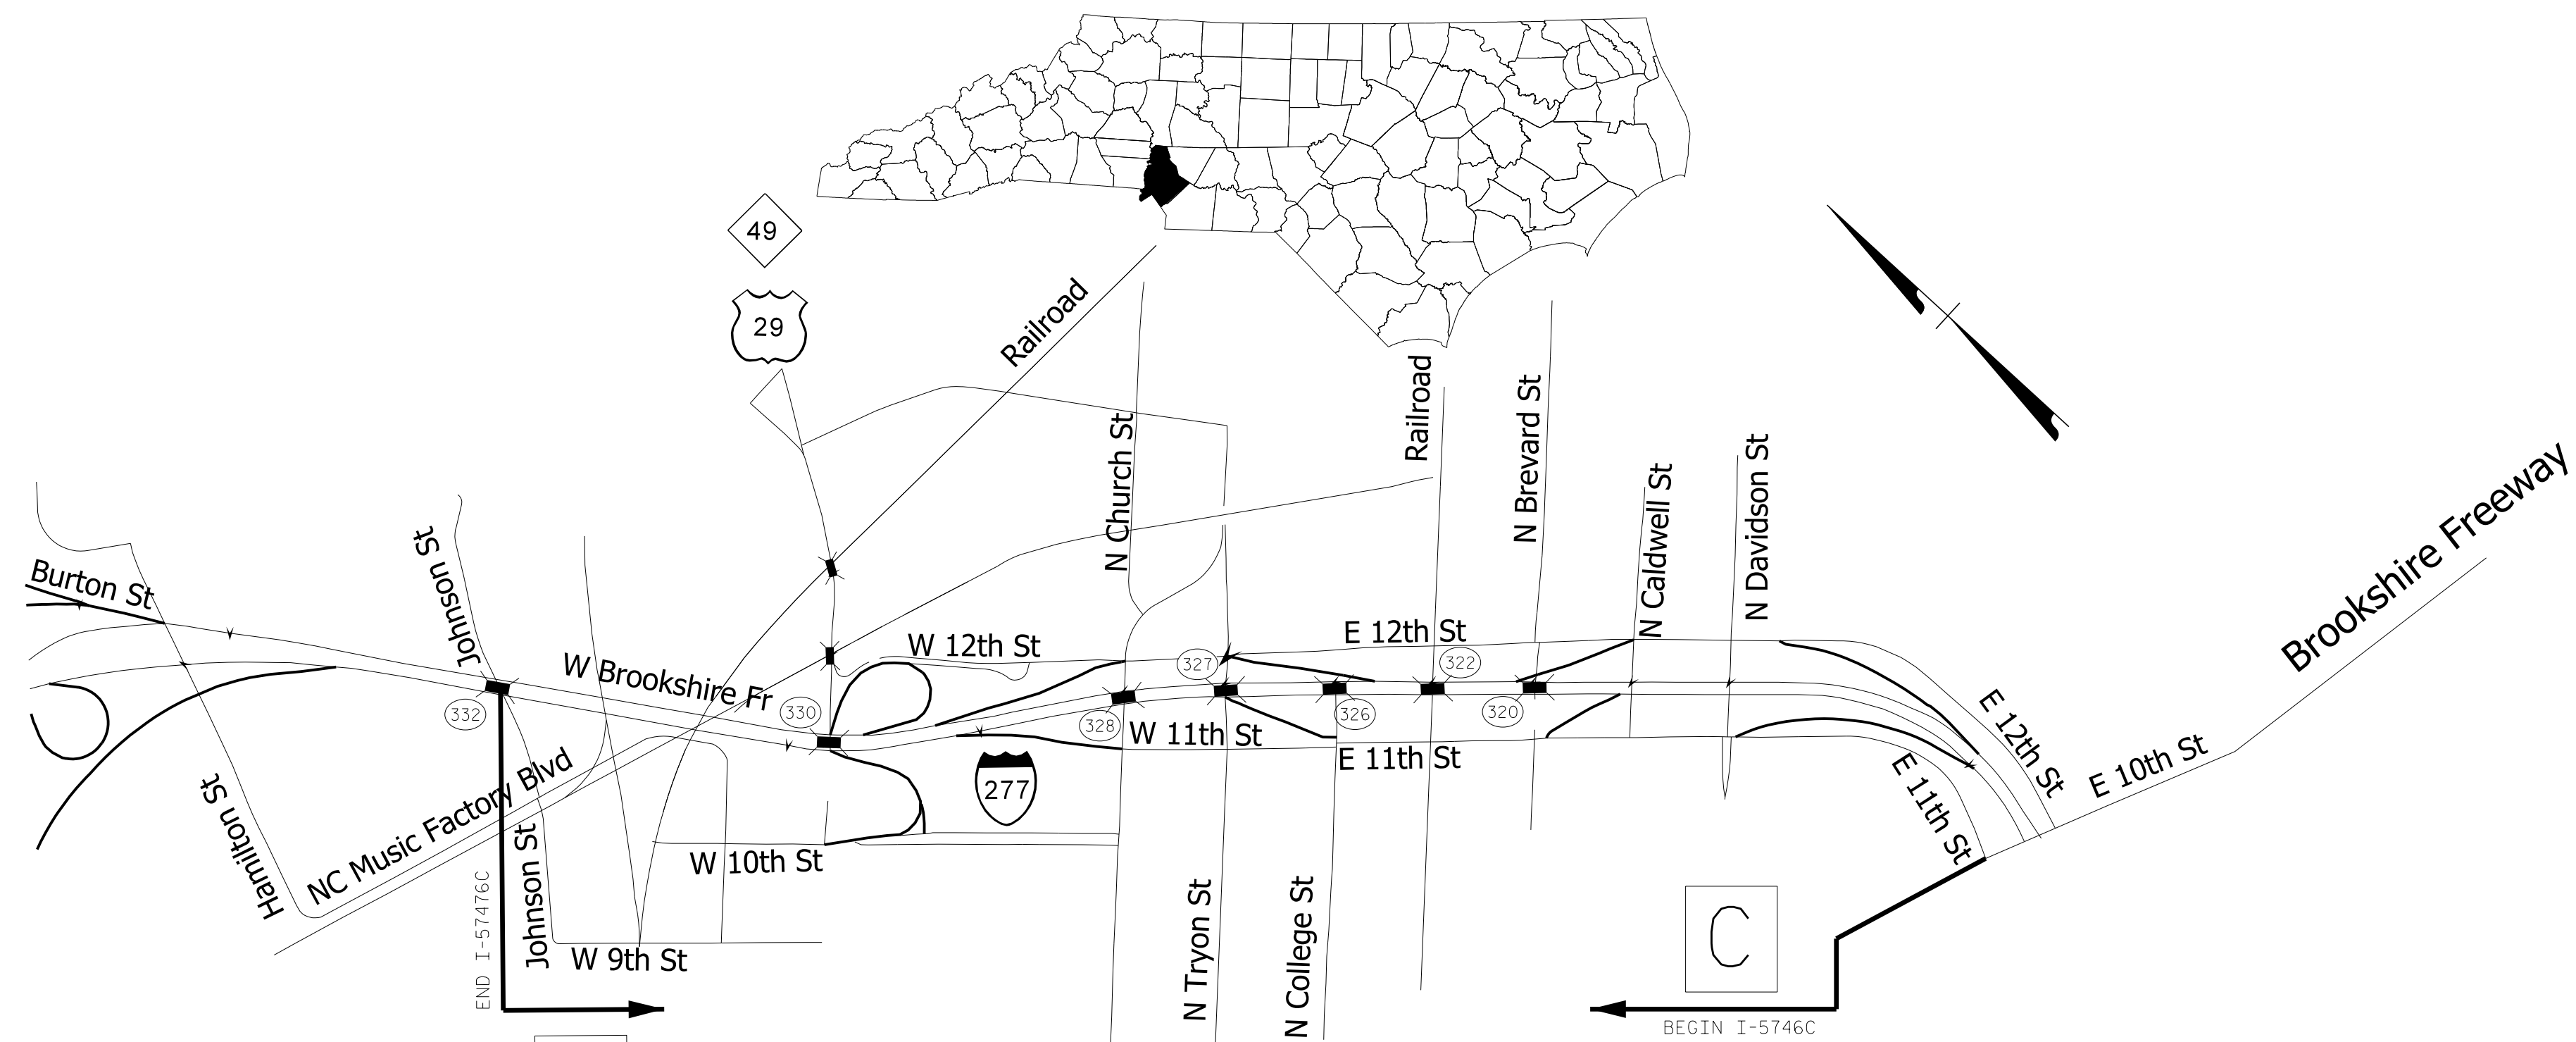 49
29
Railroad
Railroad
N Church St
N Brevard St
N Caldwell St
N Davidson St
Brookshire Freeway
Burton St
Johnson St
W Brookshire Fr
W 12th St
E 12th St
327
322
332
330
328
326
320
W 11th St
E 11th St
277
E 12th St
E 10th St
E 11th St
Hamilton St
NC Music Factory Blvd
W 10th St
Johnson St
W 9th St
N Tryon St
N College St
END I-57476C
C
BEGIN I-5746C